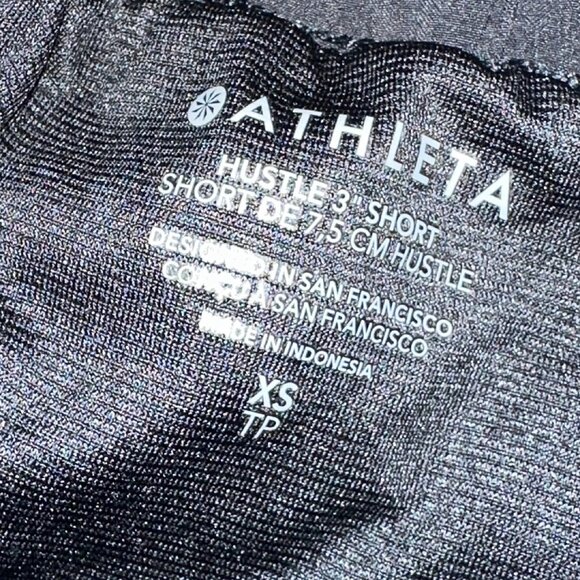 ATHLETA
HUSTLE 3" SHORT
SHORT DE 7,5 CM HUSTLE
DESIGNED IN SAN FRANCISCO
CONÇU À SAN FRANCISCO
MADE IN INDONESIA
XS
TP